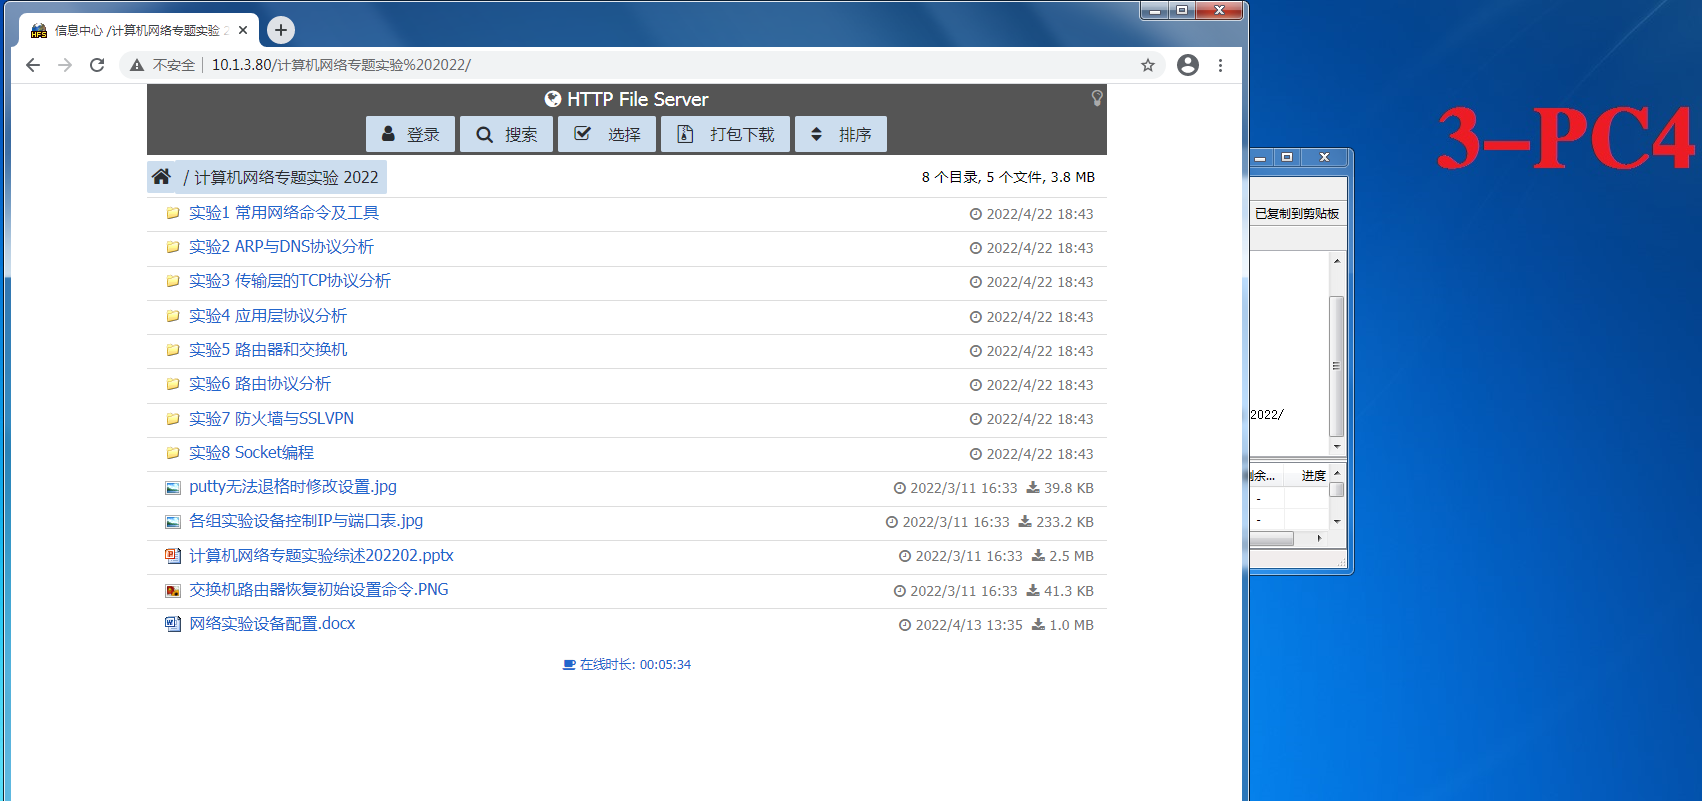 信息中心 /计算机网络专题实验 2
不安全 10.1.3.80/计算机网络专题实验%202022/
HTTP File Server
登录 搜索 选择 打包下载 排序
/ 计算机网络专题实验 2022 8 个目录, 5 个文件, 3.8 MB
实验1 常用网络命令及工具 2022/4/22 18:43
实验2 ARP与DNS协议分析 2022/4/22 18:43
实验3 传输层的TCP协议分析 2022/4/22 18:43
实验4 应用层协议分析 2022/4/22 18:43
实验5 路由器和交换机 2022/4/22 18:43
实验6 路由协议分析 2022/4/22 18:43
实验7 防火墙与SSLVPN 2022/4/22 18:43
实验8 Socket编程 2022/4/22 18:43
putty无法退格时修改设置.jpg 2022/3/11 16:33 39.8 KB
各组实验设备控制IP与端口表.jpg 2022/3/11 16:33 233.2 KB
计算机网络专题实验综述202202.pptx 2022/3/11 16:33 2.5 MB
交换机路由器恢复初始设置命令.PNG 2022/3/11 16:33 41.3 KB
网络实验设备配置.docx 2022/4/13 13:35 1.0 MB
在线时长: 00:05:34
3-PC4
已复制到剪贴板
2022/
余... 进度
-
-